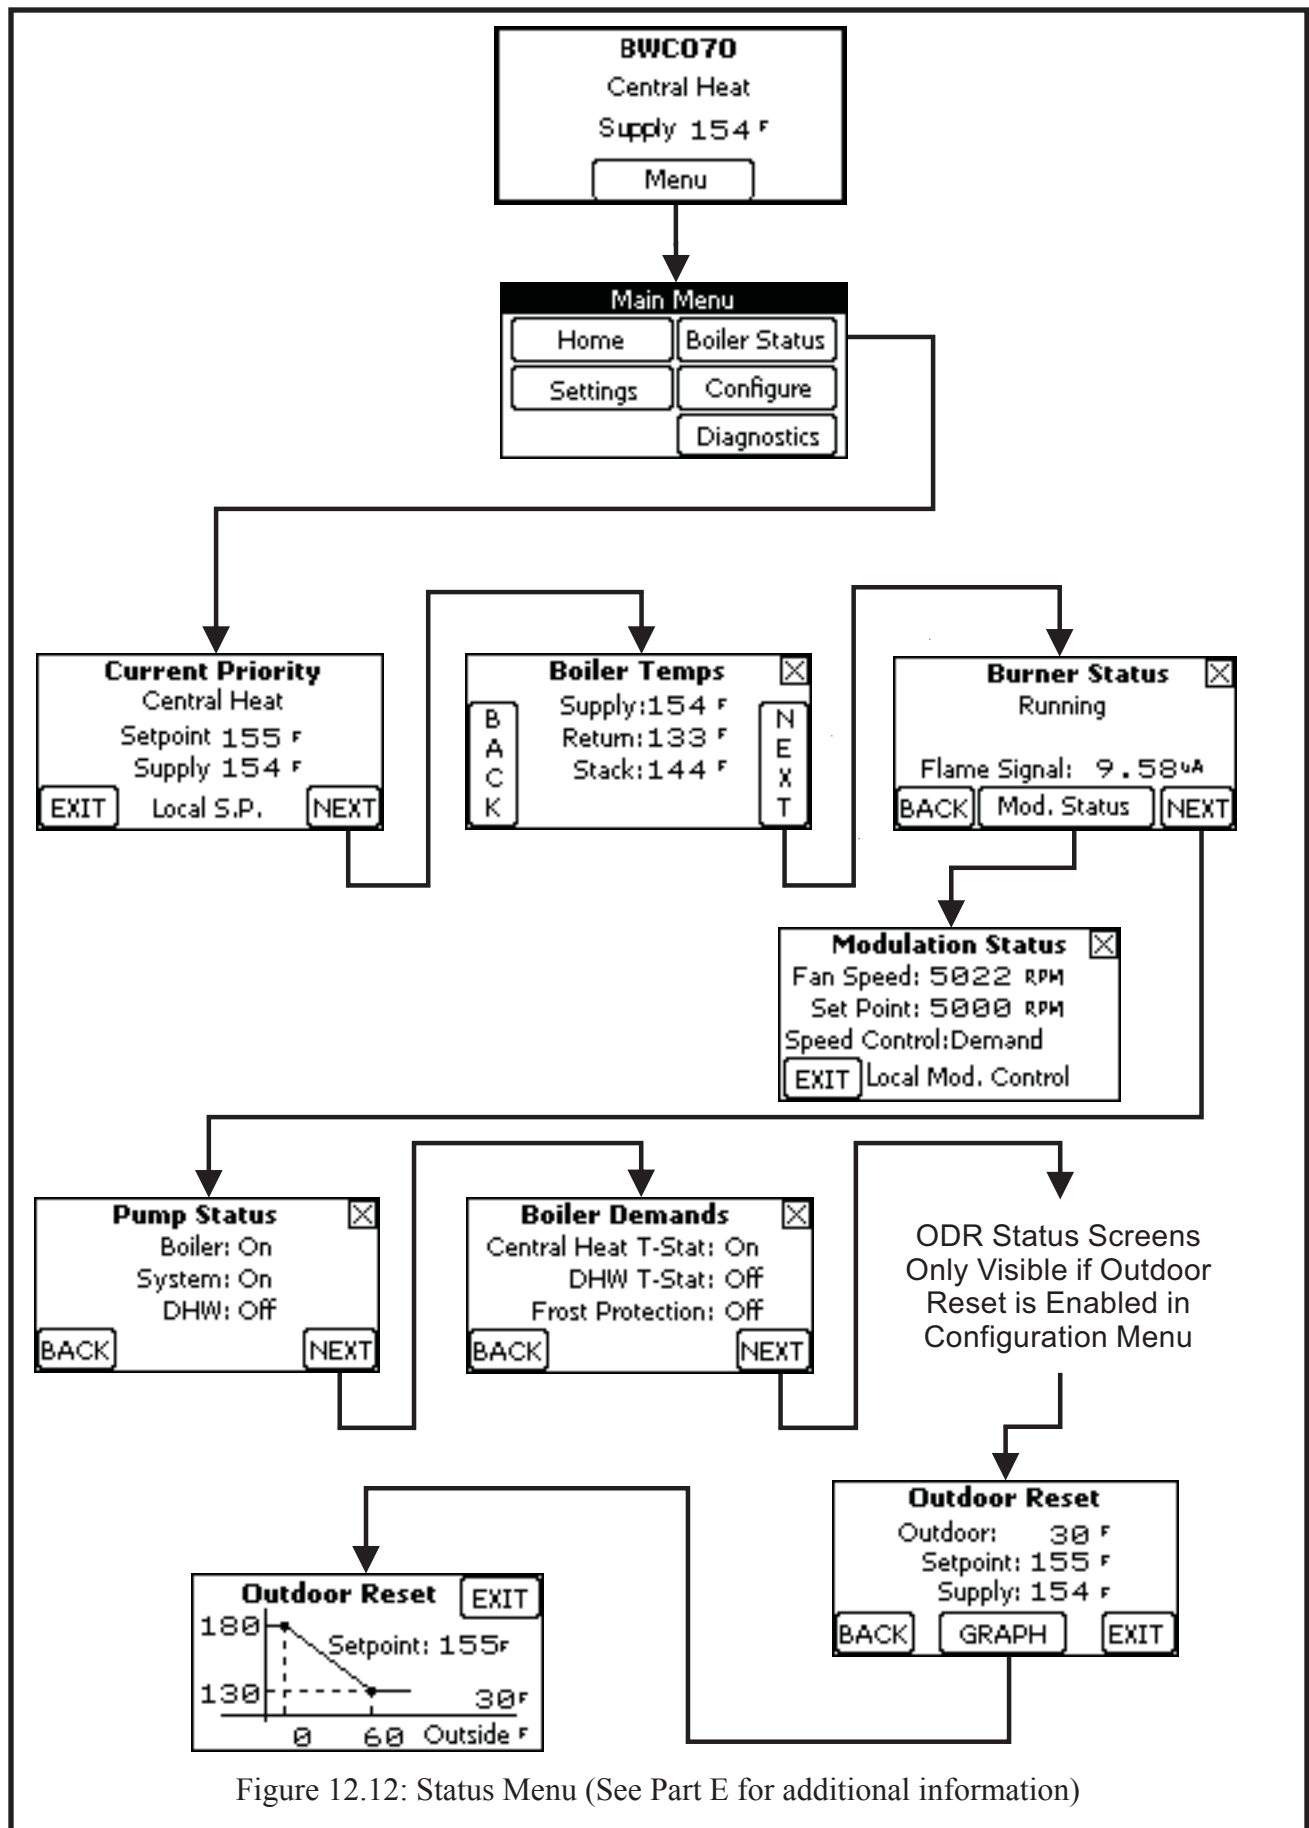 BWC070
Central Heat
Supply 154 F
Menu
Main Menu
Home
Boiler Status
Settings
Configure
Diagnostics
Current Priority
Central Heat
Setpoint 155 F
Supply 154 F
EXIT
Local S.P.
NEXT
Boiler Temps
Supply:154 F
Return:133 F
Stack:144 F
BACK
NEXT
Burner Status
Running
Flame Signal: 9.58uA
BACK
Mod. Status
NEXT
Modulation Status
Fan Speed: 5022 RPM
Set Point: 5000 RPM
Speed Control:Demand
EXIT
Local Mod. Control
Pump Status
Boiler: On
System: On
DHW: Off
BACK
NEXT
Boiler Demands
Central Heat T-Stat: On
DHW T-Stat: Off
Frost Protection: Off
BACK
NEXT
ODR Status Screens
Only Visible if Outdoor
Reset is Enabled in
Configuration Menu
Outdoor Reset
Outdoor: 30 F
Setpoint: 155 F
Supply: 154 F
BACK
GRAPH
EXIT
Outdoor Reset
EXIT
180
Setpoint: 155F
130
30F
0
60
Outside F
Figure 12.12: Status Menu (See Part E for additional information)